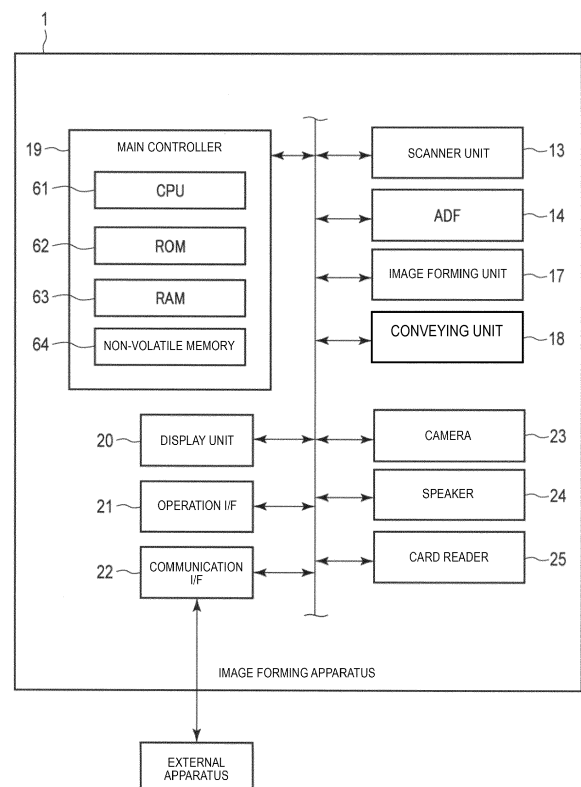 1
19
MAIN CONTROLLER
61
CPU
62
ROM
63
RAM
64
NON-VOLATILE MEMORY
SCANNER UNIT
13
ADF
14
IMAGE FORMING UNIT
17
CONVEYING UNIT
18
20
DISPLAY UNIT
21
OPERATION I/F
22
COMMUNICATION
I/F
CAMERA
23
SPEAKER
24
CARD READER
25
IMAGE FORMING APPARATUS
EXTERNAL
APPARATUS